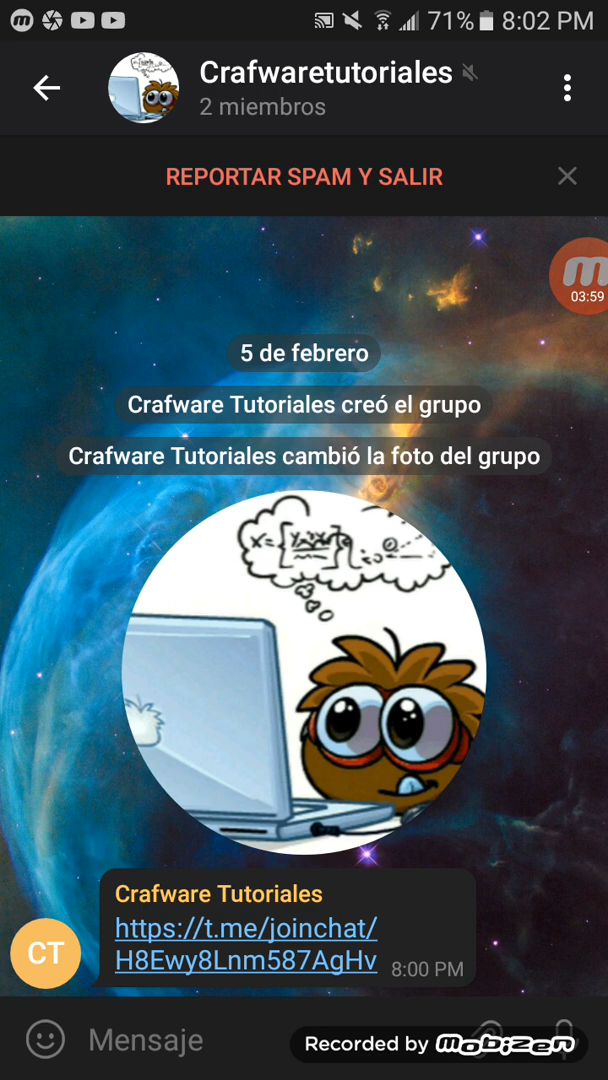 71% 8:02 PM
Crafwaretutoriales
2 miembros
REPORTAR SPAM Y SALIR
03:59
5 de febrero
Crafware Tutoriales creó el grupo
Crafware Tutoriales cambió la foto del grupo
Crafware Tutoriales
https://t.me/joinchat/
H8Ewy8Lnm587AgHv
8:00 PM
CT
Mensaje
Recorded by Mobizen